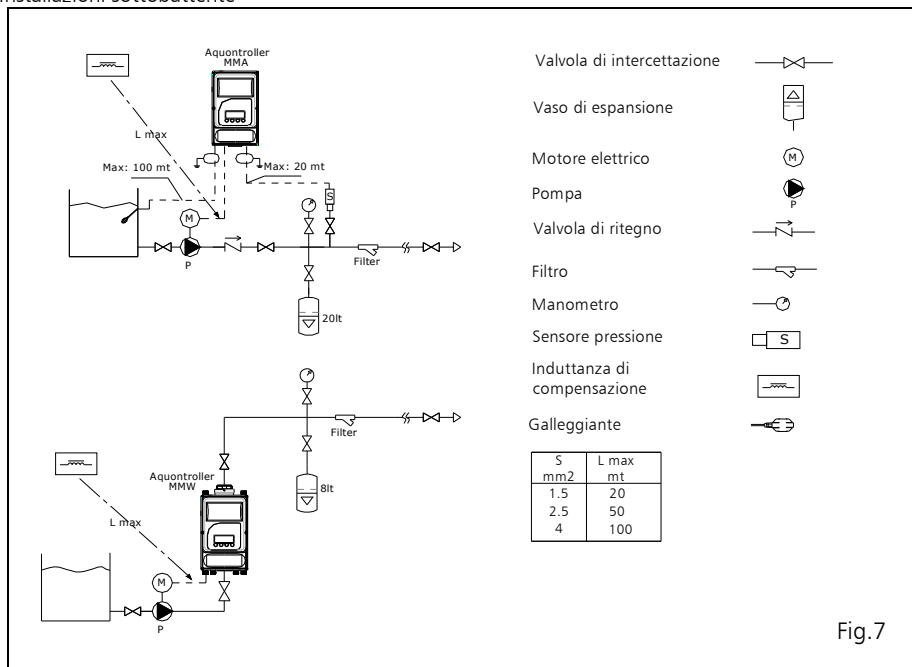 Installazioni sottobattente
Aquontroller
MMA
L max
Max: 100 mt
Max: 20 mt
S
M
P
Filter
20lt
Filter
8lt
Aquontroller
MMW
L max
M
P
Valvola di intercettazione
Vaso di espansione
Motore elettrico
M
Pompa
P
Valvola di ritegno
Filtro
Manometro
Sensore pressione
S
Induttanza di
compensazione
Galleggiante
S L max
mm2 mt
1.5 20
2.5 50
4 100
Fig.7